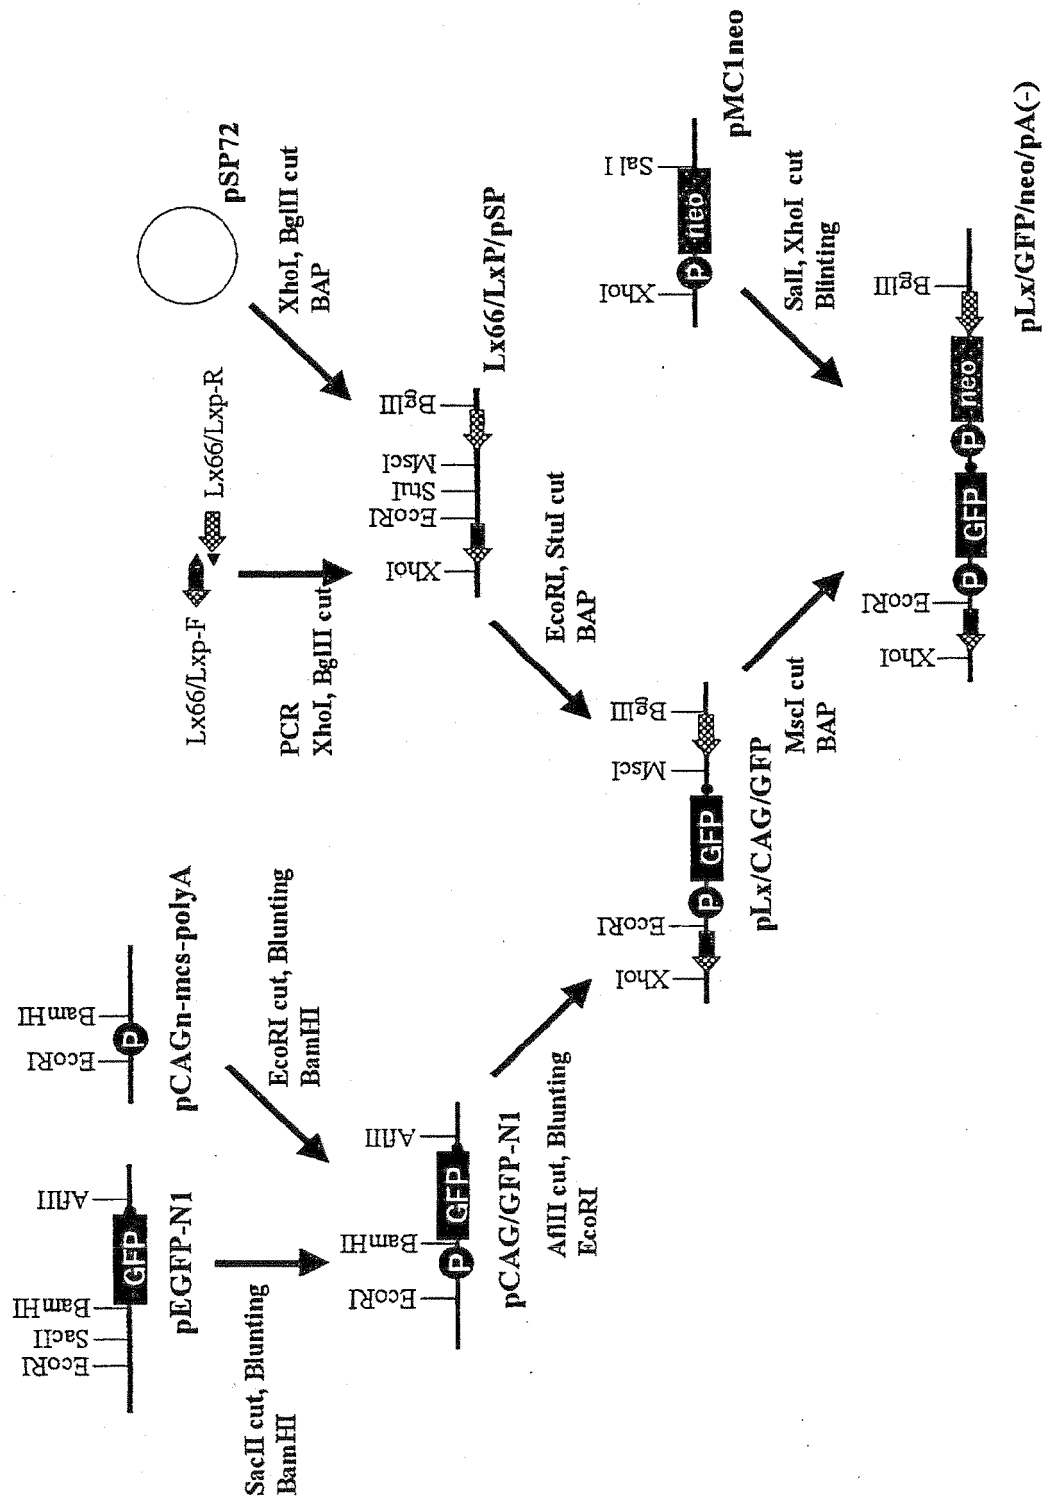 EcoRI
SacII
BamHI
GFP
AflII
pEGFP-N1
EcoRI
P
BamHI
pCAGn-mcs-polyA
SacII cut, Blunting
BamHI
EcoRI cut, Blunting
BamHI
Lx66/Lxp-F
Lx66/Lxp-R
pSP72
PCR
XhoI, BglII cut
XhoI, BglII cut
BAP
EcoRI
P
BamHI
GFP
AflII
pCAG/GFP-N1
XhoI
EcoRI
StuI
MscI
BglII
Lx66/LxP/pSP
AflII cut, Blunting
EcoRI
EcoRI, StuI cut
BAP
XhoI
EcoRI
P
GFP
MscI
BglII
pLx/CAG/GFP
XhoI
P
neo
Sal I
pMC1neo
MscI cut
BAP
SalI, XhoI cut
Blinting
XhoI
EcoRI
P
GFP
P
neo
BglII
pLx/GFP/neo/pA(-)